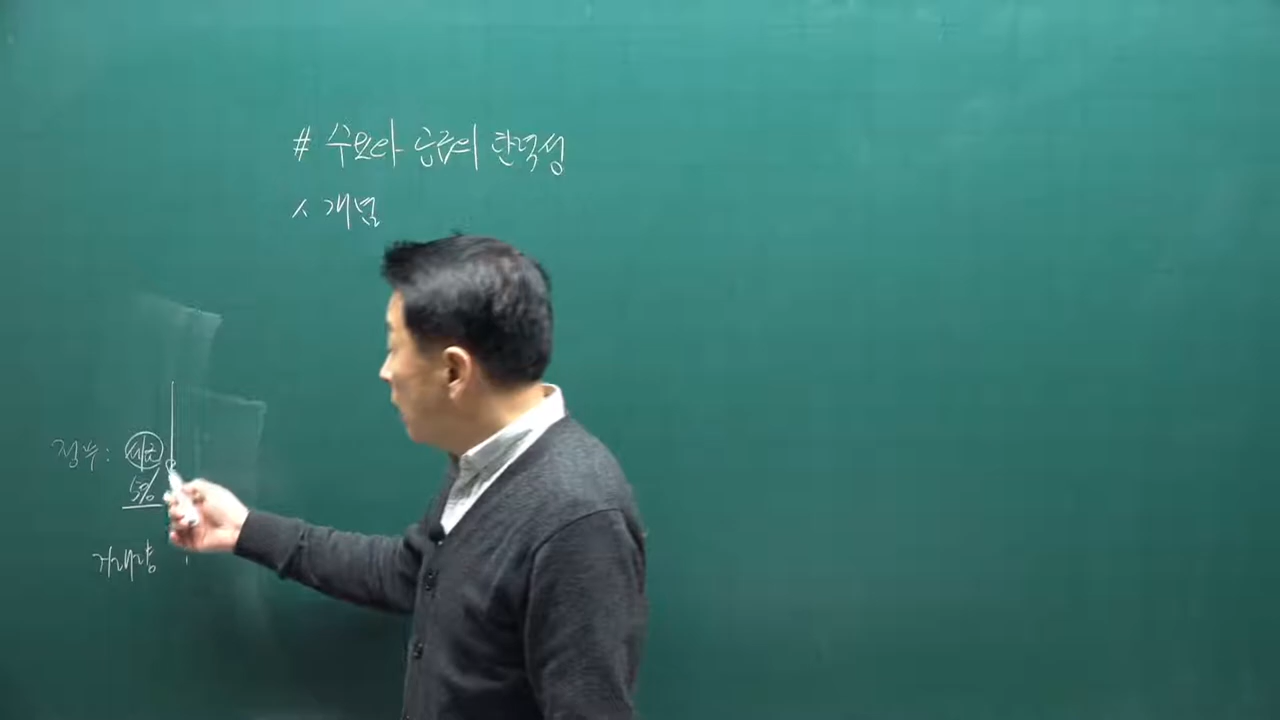 # 수요와 공급의 탄력성
1. 개념
정부 : 세금
5%
거래량